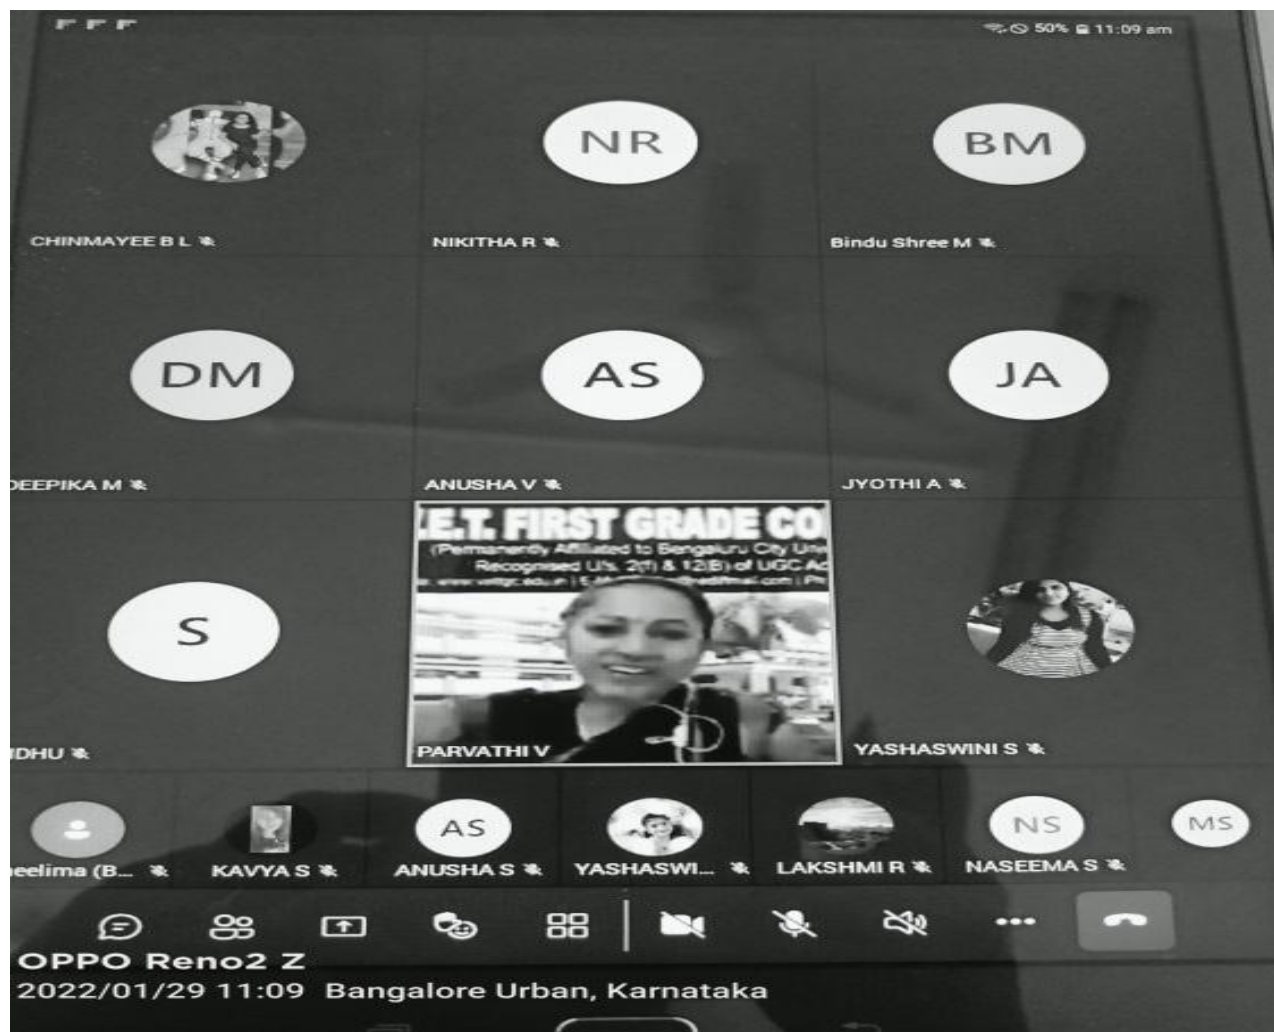 50% 11:09 am
NR
BM
CHINMAYEE B L
NIKITHA R
Bindu Shree M
DM
AS
JA
DEEPIKA M
ANUSHA V
JYOTHI A
.E.T. FIRST GRADE CO
(Permanently Affiliated to Bengaluru City Uni
Recognised U/s. 2(f) & 12(B) of UGC Ac
S
IDHU
PARVATHI V
YASHASWINI S
AS
NS
MS
eelima (B...
KAVYA S
ANUSHA S
YASHASWI...
LAKSHMI R
NASEEMA S
OPPO Reno2 Z
2022/01/29 11:09 Bangalore Urban, Karnataka